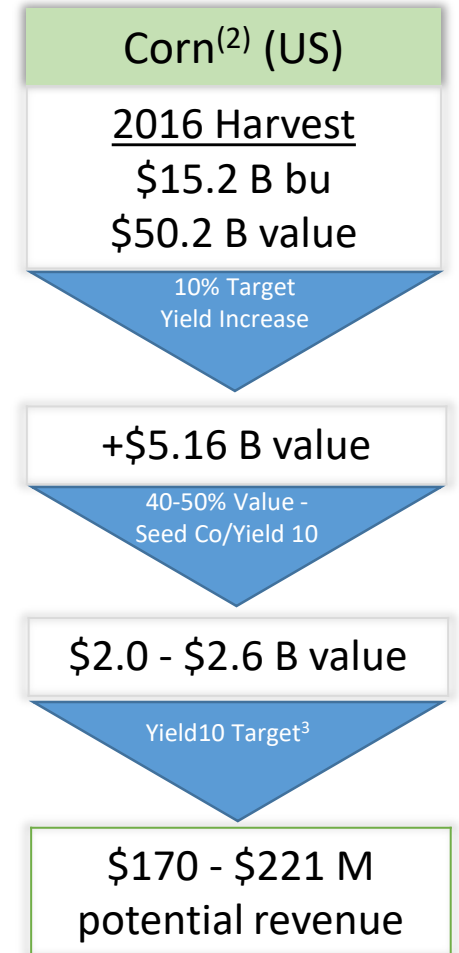 Corn(2) (US)
2016 Harvest
$15.2 B bu
$50.2 B value
10% Target
Yield Increase
+$5.16 B value
40-50% Value -
Seed Co/Yield 10
$2.0 - $2.6 B value
Yield10 Target3
$170 - $221 M
potential revenue